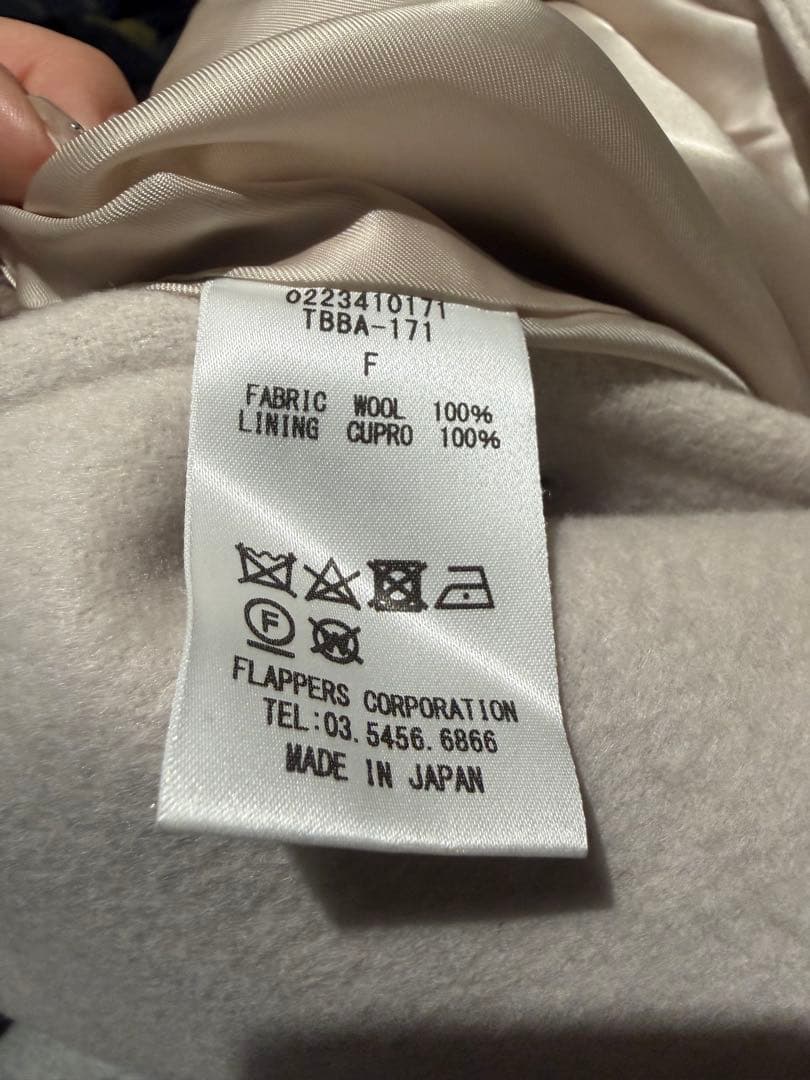 0223410171
TBBA-171
F
FABRIC WOOL 100%
LINING CUPRO 100%
F
W
FLAPPERS CORPORATION
TEL:03.5456.6866
MADE IN JAPAN